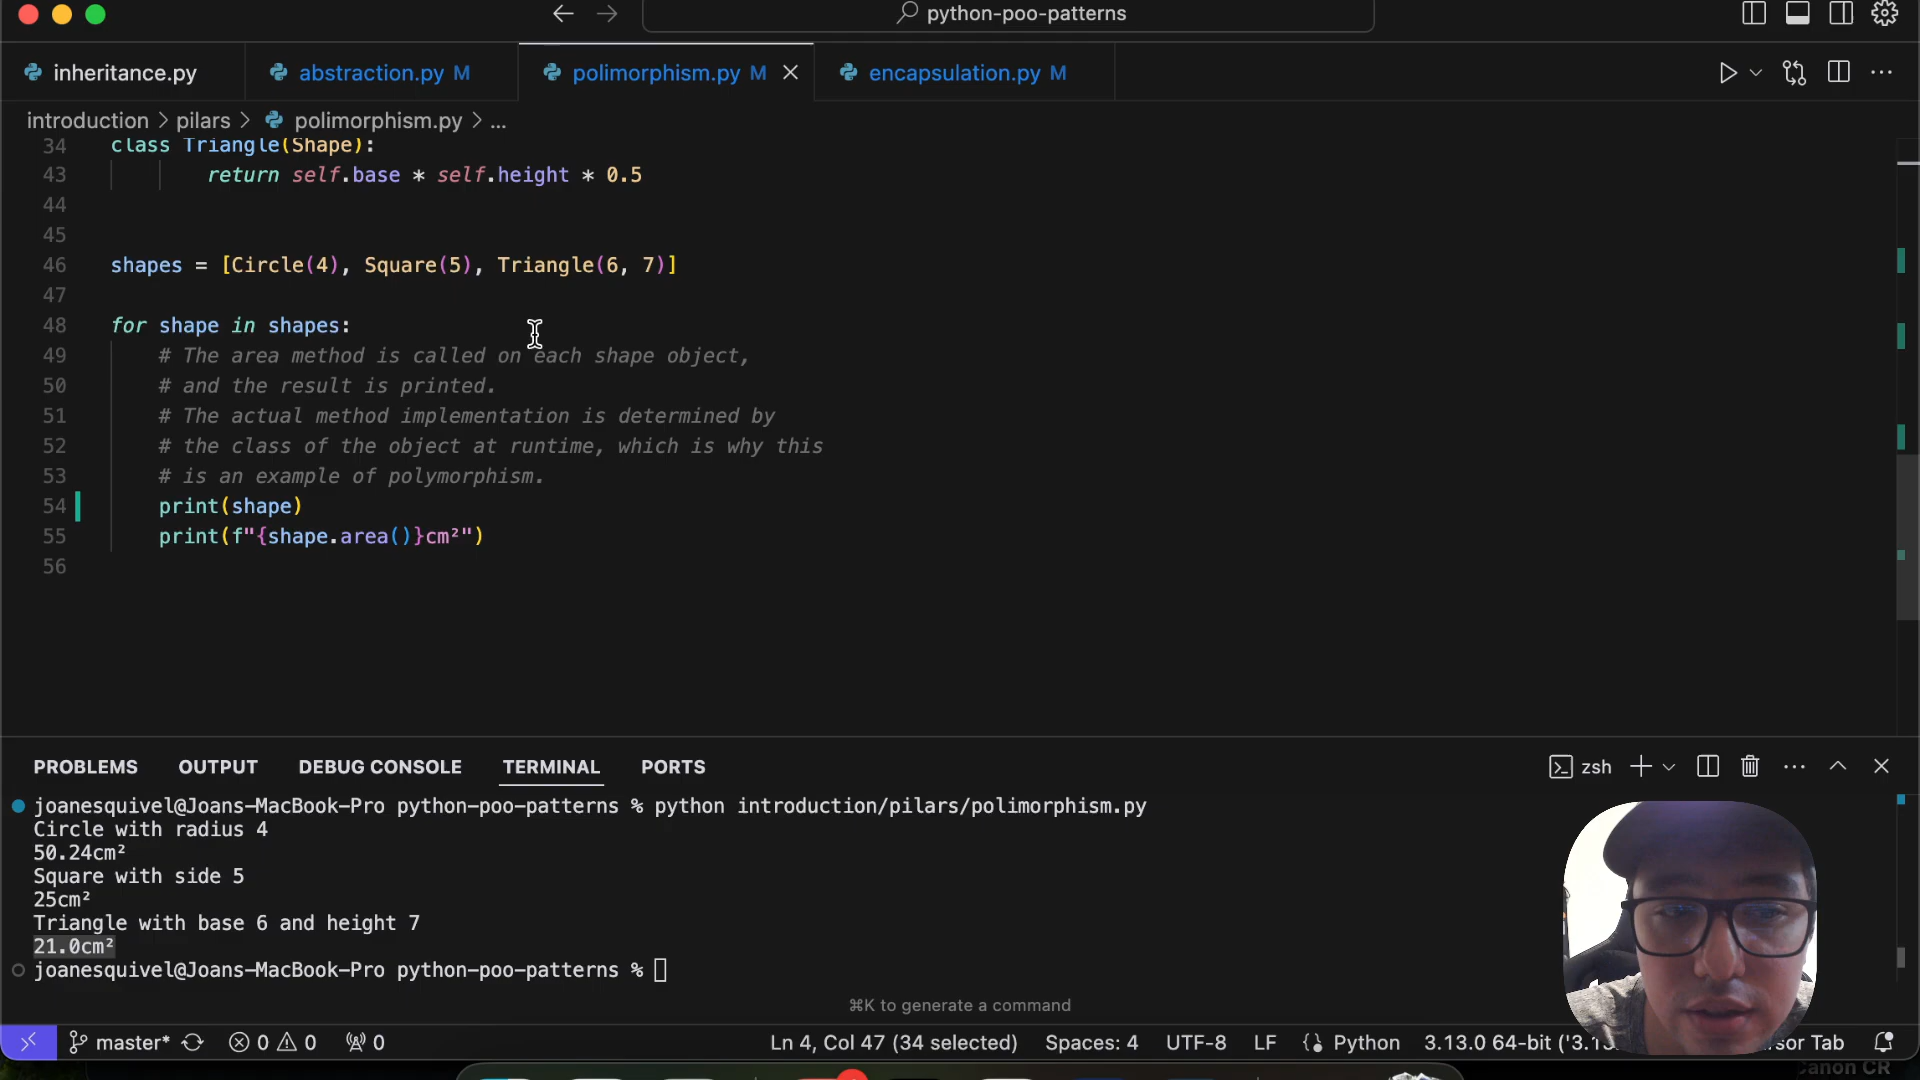 python-poo-patterns
inheritance.py
abstraction.py M
polimorphism.py M
encapsulation.py M
introduction > pilars > polimorphism.py > ...
34 class Triangle(Shape):
43 return self.base * self.height * 0.5
44
45
46 shapes = [Circle(4), Square(5), Triangle(6, 7)]
47
48 for shape in shapes:
49 # The area method is called on each shape object,
50 # and the result is printed.
51 # The actual method implementation is determined by
52 # the class of the object at runtime, which is why this
53 # is an example of polymorphism.
54 print(shape)
55 print(f"{shape.area()}cm²")
56
PROBLEMS OUTPUT DEBUG CONSOLE TERMINAL PORTS
zsh
joanesquivel@Joans-MacBook-Pro python-poo-patterns % python introduction/pilars/polimorphism.py
Circle with radius 4
50.24cm²
Square with side 5
25cm²
Triangle with base 6 and height 7
21.0cm²
joanesquivel@Joans-MacBook-Pro python-poo-patterns %
⌘K to generate a command
master* 0 0 0 Ln 4, Col 47 (34 selected) Spaces: 4 UTF-8 LF Python 3.13.0 64-bit ('3.1 Tab
Canon CR